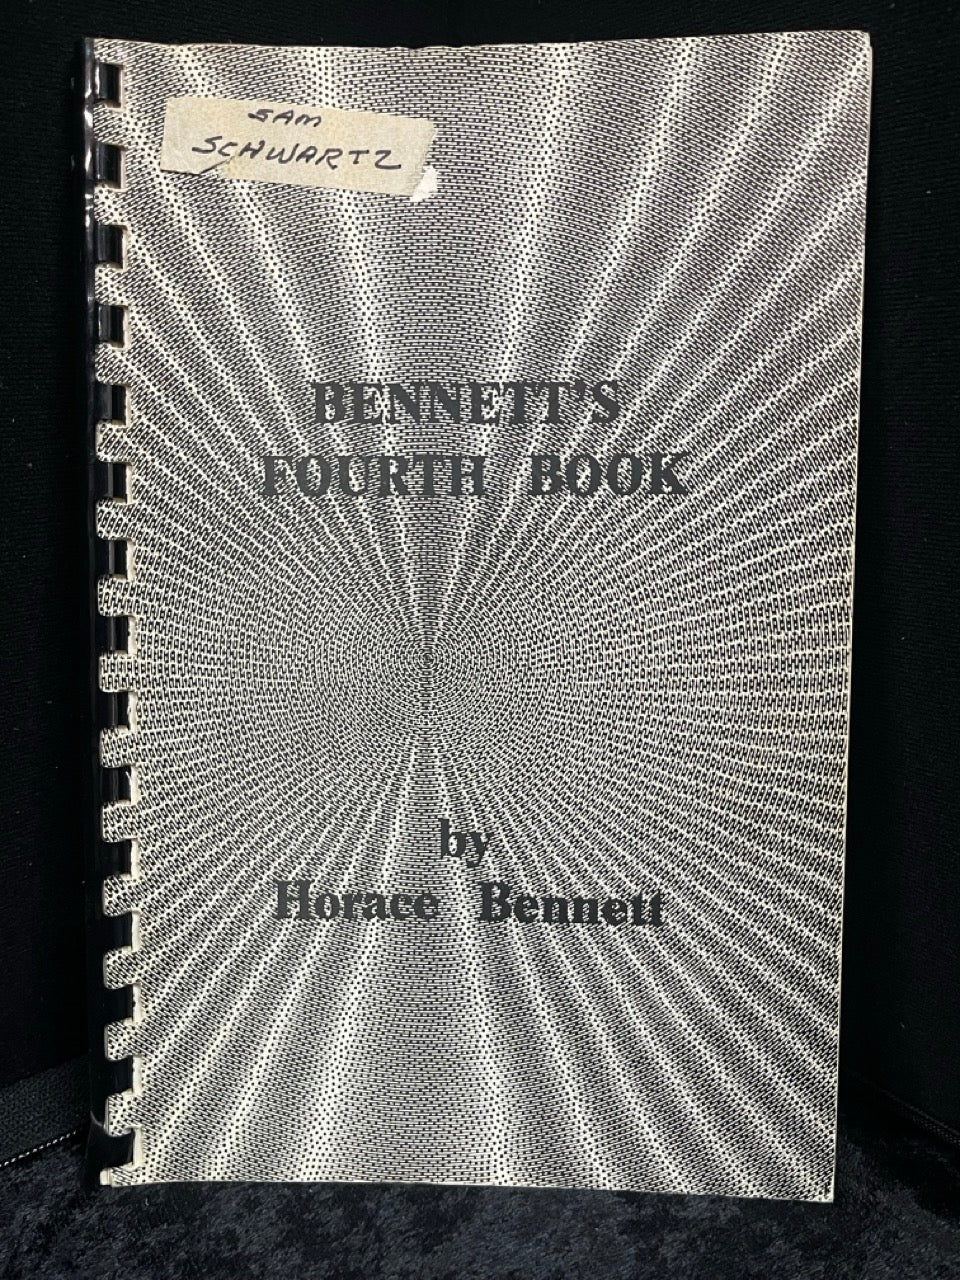 SAM
SCHWARTZ
BENNETT'S
FOURTH BOOK
by
Horace Bennett